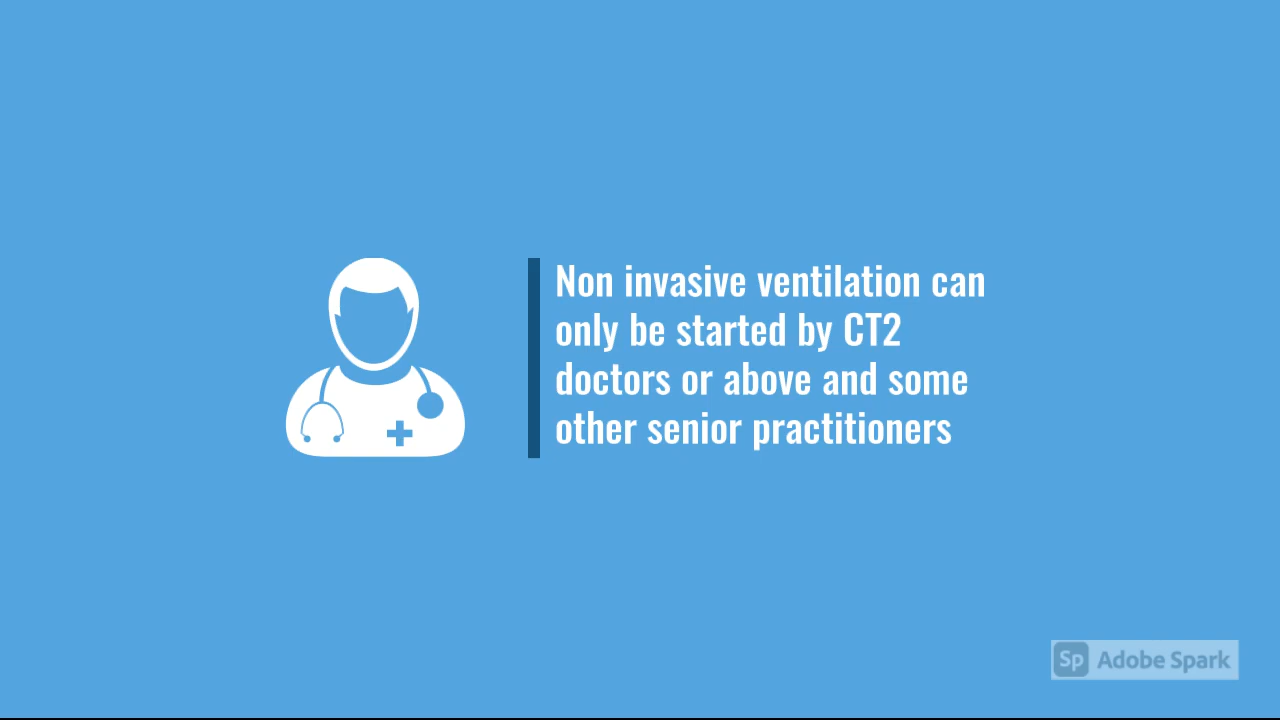 Non invasive ventilation can
only be started by CT2
doctors or above and some
other senior practitioners
Sp Adobe Spark